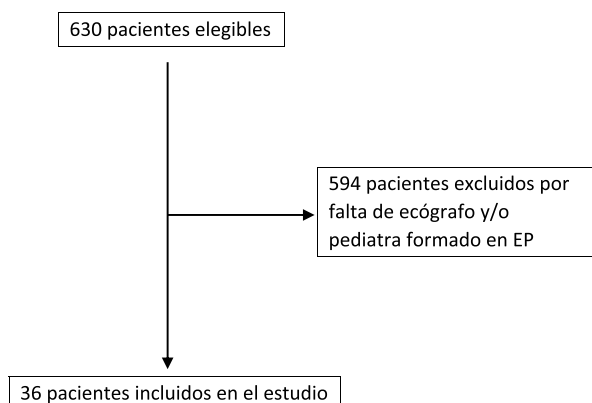 630 pacientes elegibles
594 pacientes excluidos por
falta de ecógrafo y/o
pediatra formado en EP
36 pacientes incluidos en el estudio